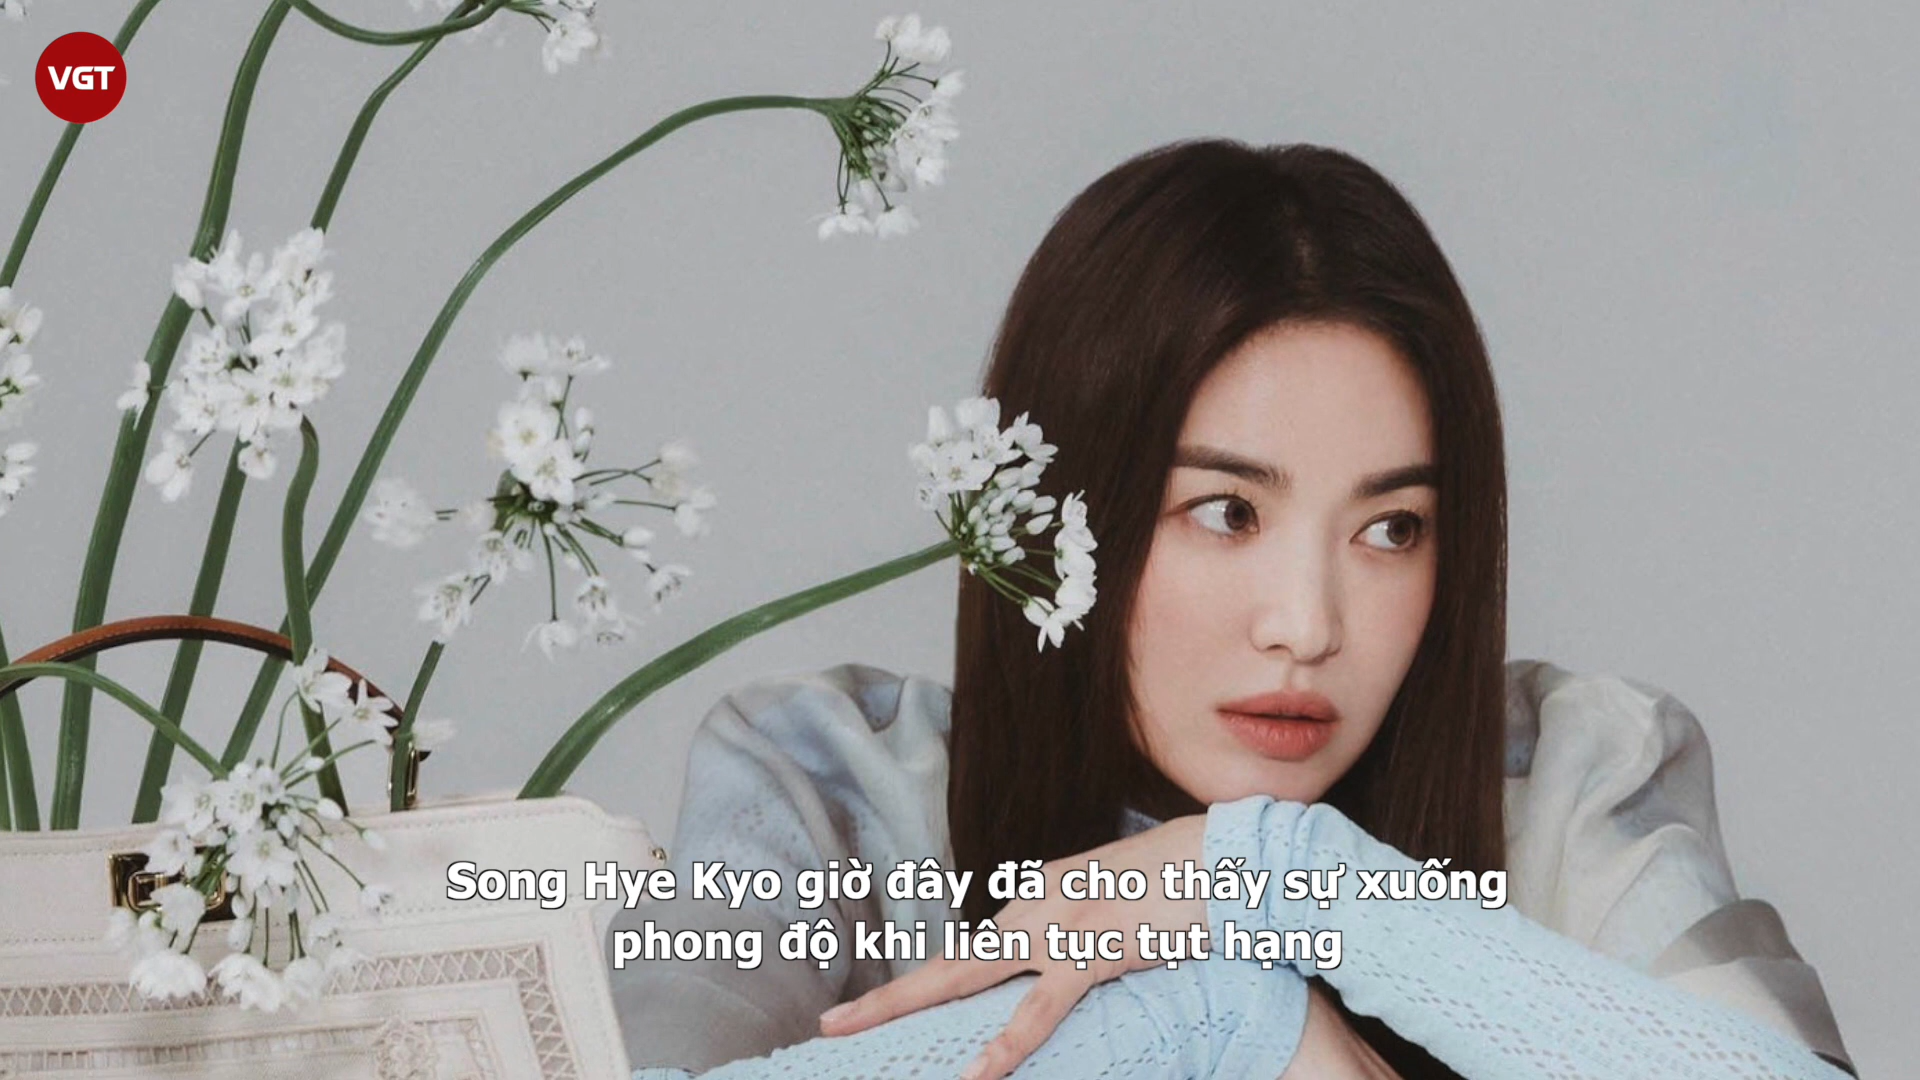 VGT
Song Hye Kyo giờ đây đã cho thấy sự xuống
phong độ khi liên tục tụt hạng